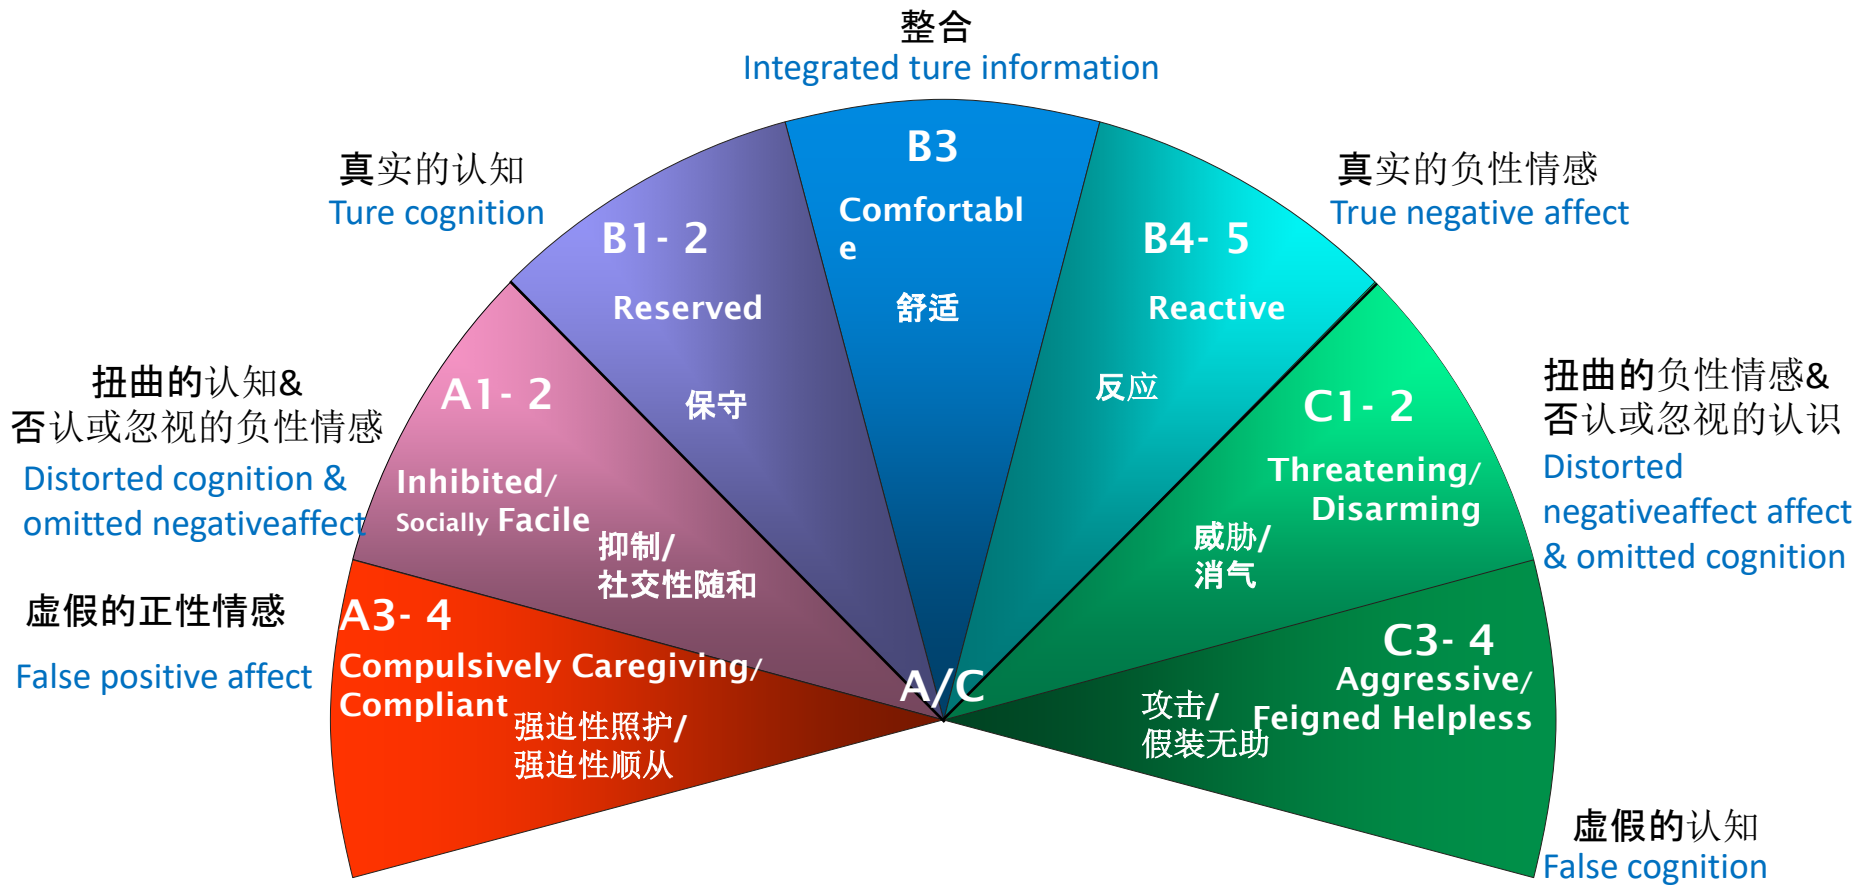 整合
Integrated ture information
真实的认知
Ture cognition
真实的负性情感
True negative affect
B3
Comfortabl
e
舒适
B1- 2
Reserved
保守
B4- 5
Reactive
反应
扭曲的认知&
否认或忽视的负性情感
Distorted cognition &
omitted negativeaffect
A1- 2
Inhibited/
Socially Facile
抑制/
社交性随和
C1- 2
Threatening/
Disarming
威胁/
消气
扭曲的负性情感&
否认或忽视的认识
Distorted
negativeaffect affect
& omitted cognition
虚假的正性情感
False positive affect
A3- 4
Compulsively Caregiving/
Compliant
强迫性照护/
强迫性顺从
A/C
C3- 4
Aggressive/
Feigned Helpless
攻击/
假装无助
虚假的认知
False cognition